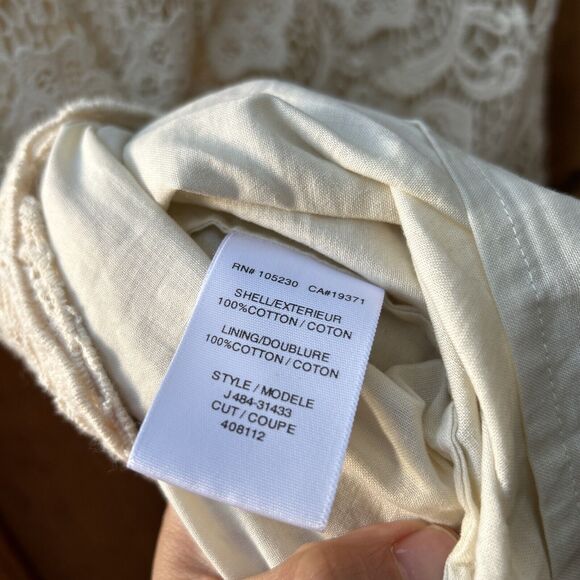 RN# 105230 CA#19371
SHELL/EXTERIEUR
100%COTTON / COTON
LINING/DOUBLURE
100%COTTON / COTON
STYLE / MODELE
J484-31433
CUT / COUPE
408112